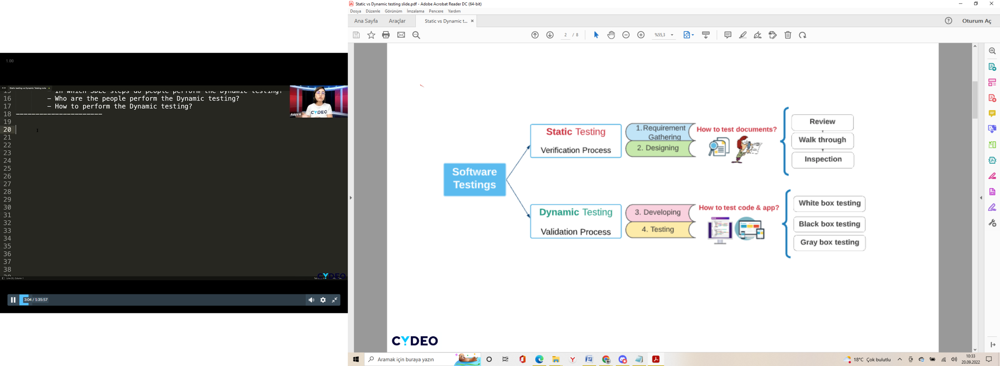 1.00
Static testing vs Dynamic Tetsing note
15 - In which SDLC steps do people perform the Dynamic testing?
16 - Who are the people perform the Dynamic testing?
17 - How to perform the Dynamic testing?
18 ----------------------
19
20
21
22
23
24
25
26
27
28
29
30
31
32
33
34
35
36
37
38
Asiya M
CYDEO
CYDEO
Line 20, Column 1
3:04 / 1:35:57
Static vs Dynamic testing slide.pdf - Adobe Acrobat Reader DC (64-bit)
Dosya Düzenle Görünüm İmzalama Pencere Yardım
Ana Sayfa Araçlar Static vs Dynamic t... × Oturum Aç
2 / 8 %55,3
Software
Testings
Static Testing
Verification Process
1.Requirement
Gathering
2. Designing
How to test documents?
Review
Walk through
Inspection
Dynamic Testing
Validation Process
3. Developing
4. Testing
How to test code & app?
White box testing
Black box testing
Gray box testing
CYDEO
Aramak için buraya yazın
18°C Çok bulutlu
10:33
20.09.2022